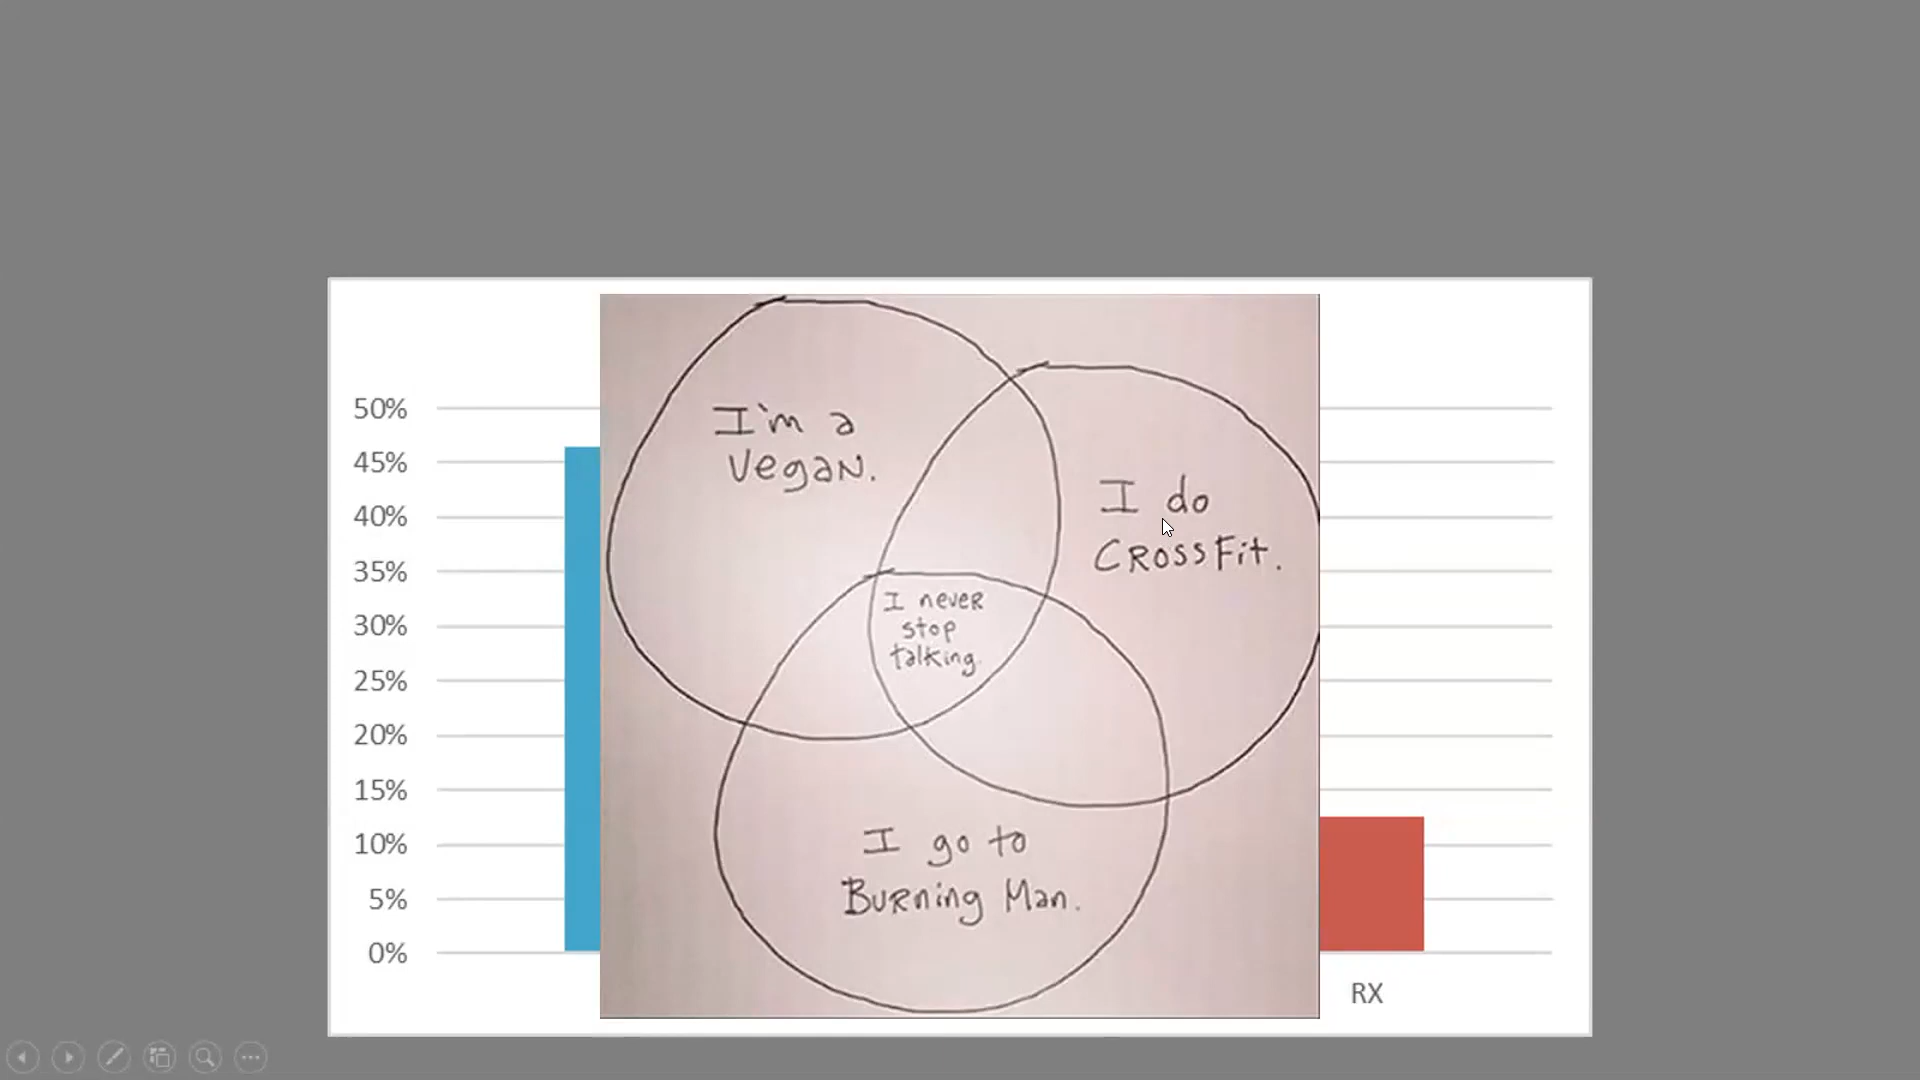 I'm a
Vegan.
I do
CROSSFit.
I never
stop
talking.
I go to
Burning Man.
50%
45%
40%
35%
30%
25%
20%
15%
10%
5%
0%
RX